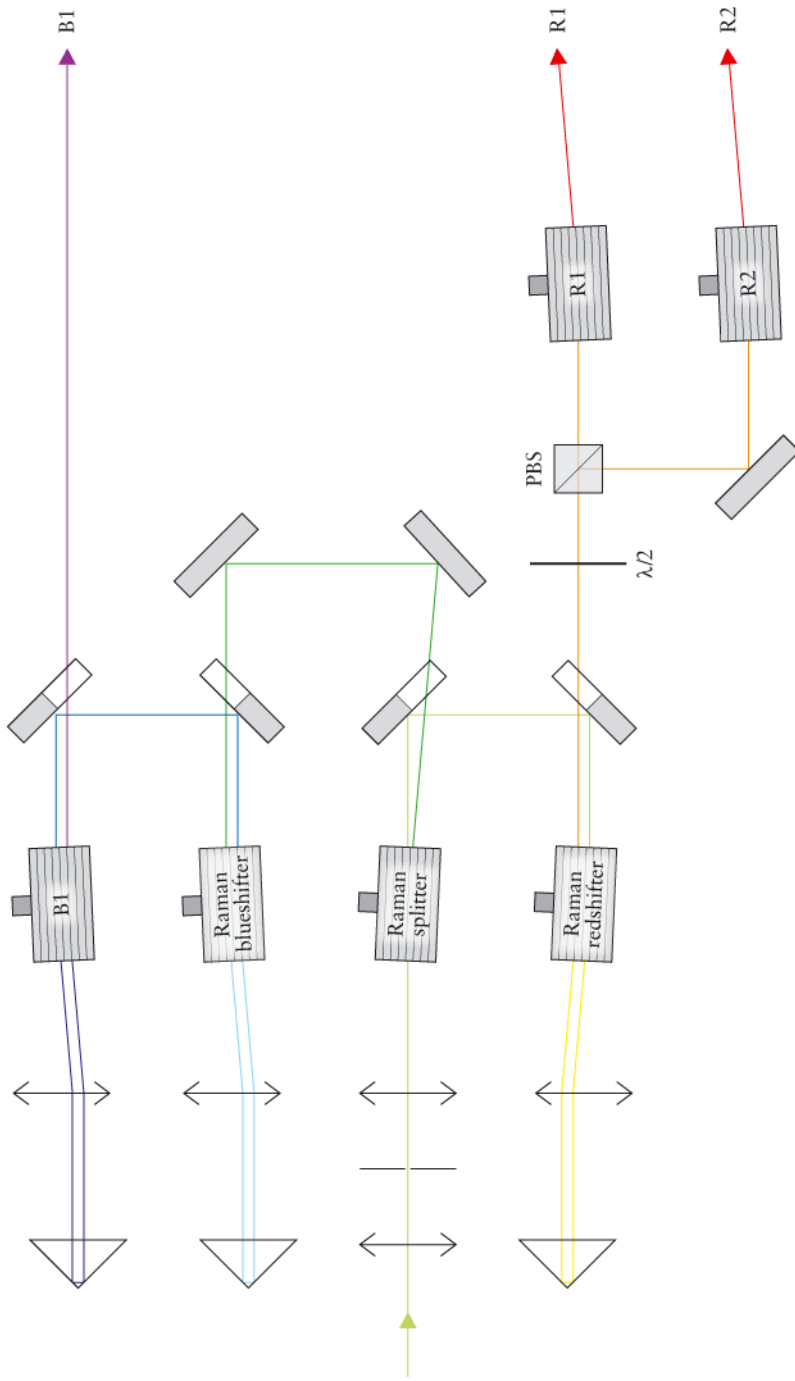 B1
R1
R2
R1
R2
PBS
λ/2
B1
Raman
blueshifter
Raman
splitter
Raman
redshifter